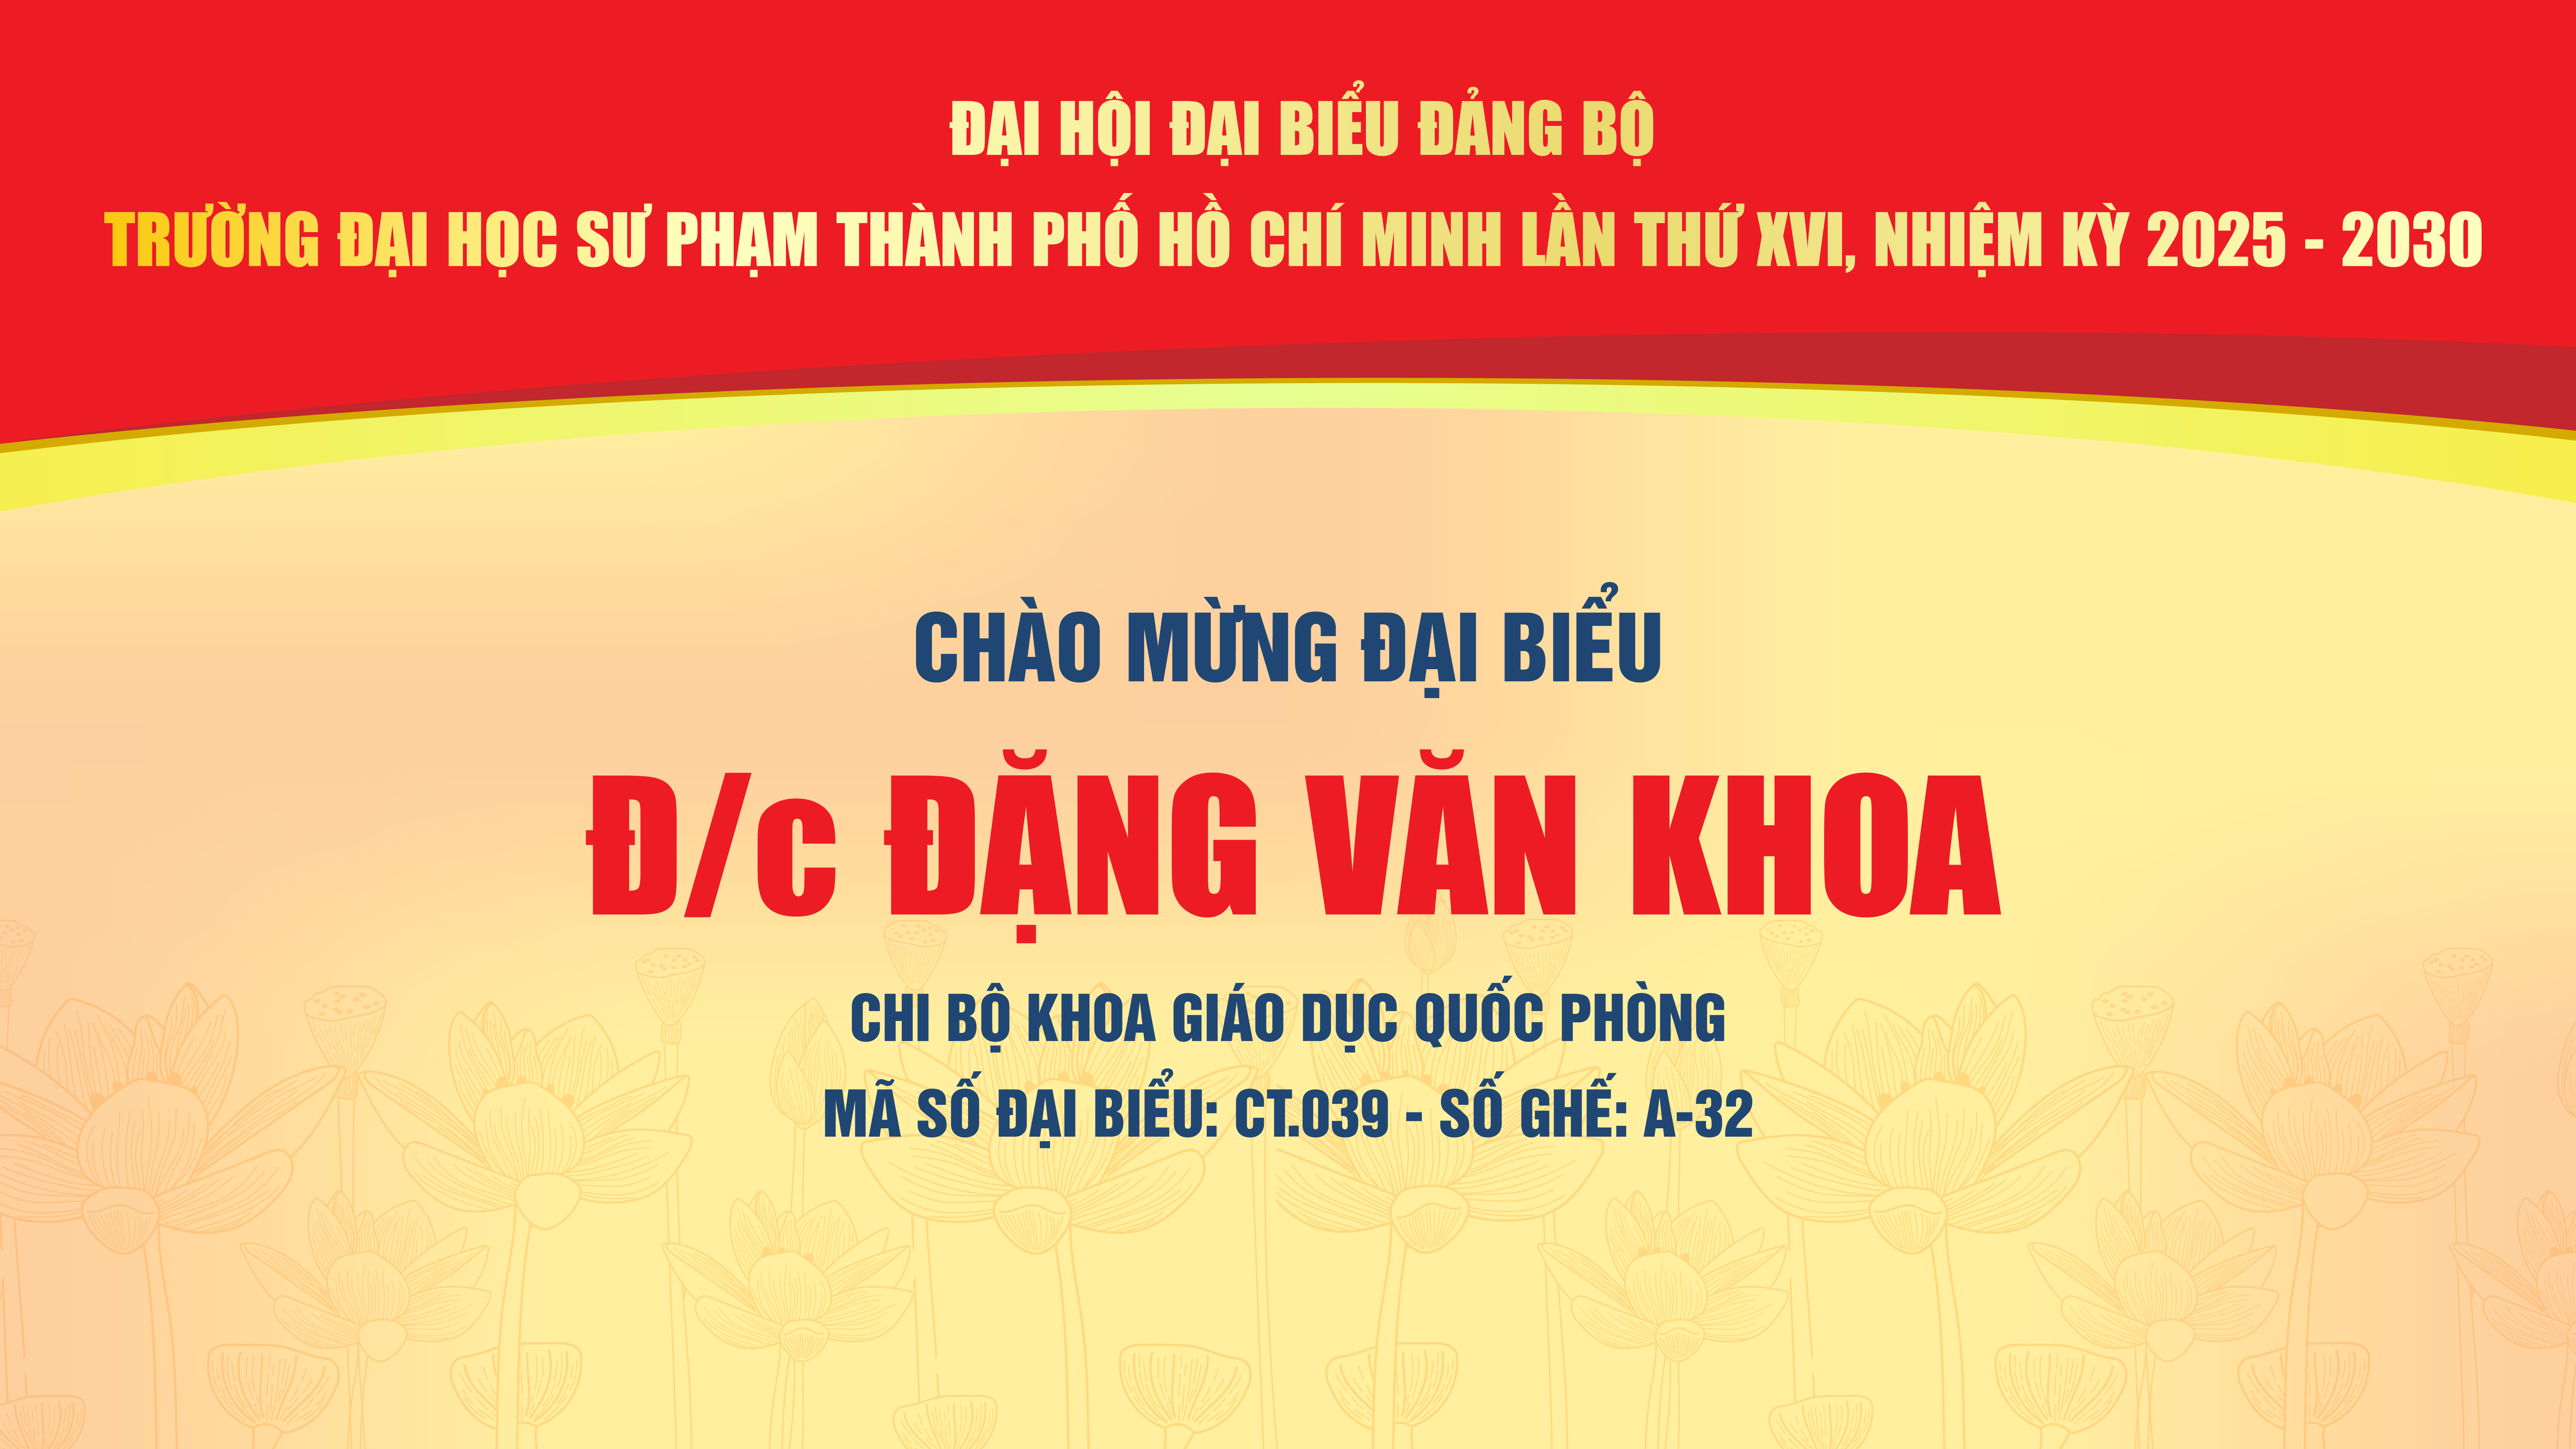 ĐẠI HỘI ĐẠI BIỂU ĐẢNG BỘ
TRƯỜNG ĐẠI HỌC SƯ PHẠM THÀNH PHỐ HỒ CHÍ MINH LẦN THỨ XVI, NHIỆM KỲ 2025 - 2030
CHÀO MỪNG ĐẠI BIỂU
Đ/c ĐẶNG VĂN KHOA
CHI BỘ KHOA GIÁO DỤC QUỐC PHÒNG
MÃ SỐ ĐẠI BIỂU: CT.039 - SỐ GHẾ: A-32